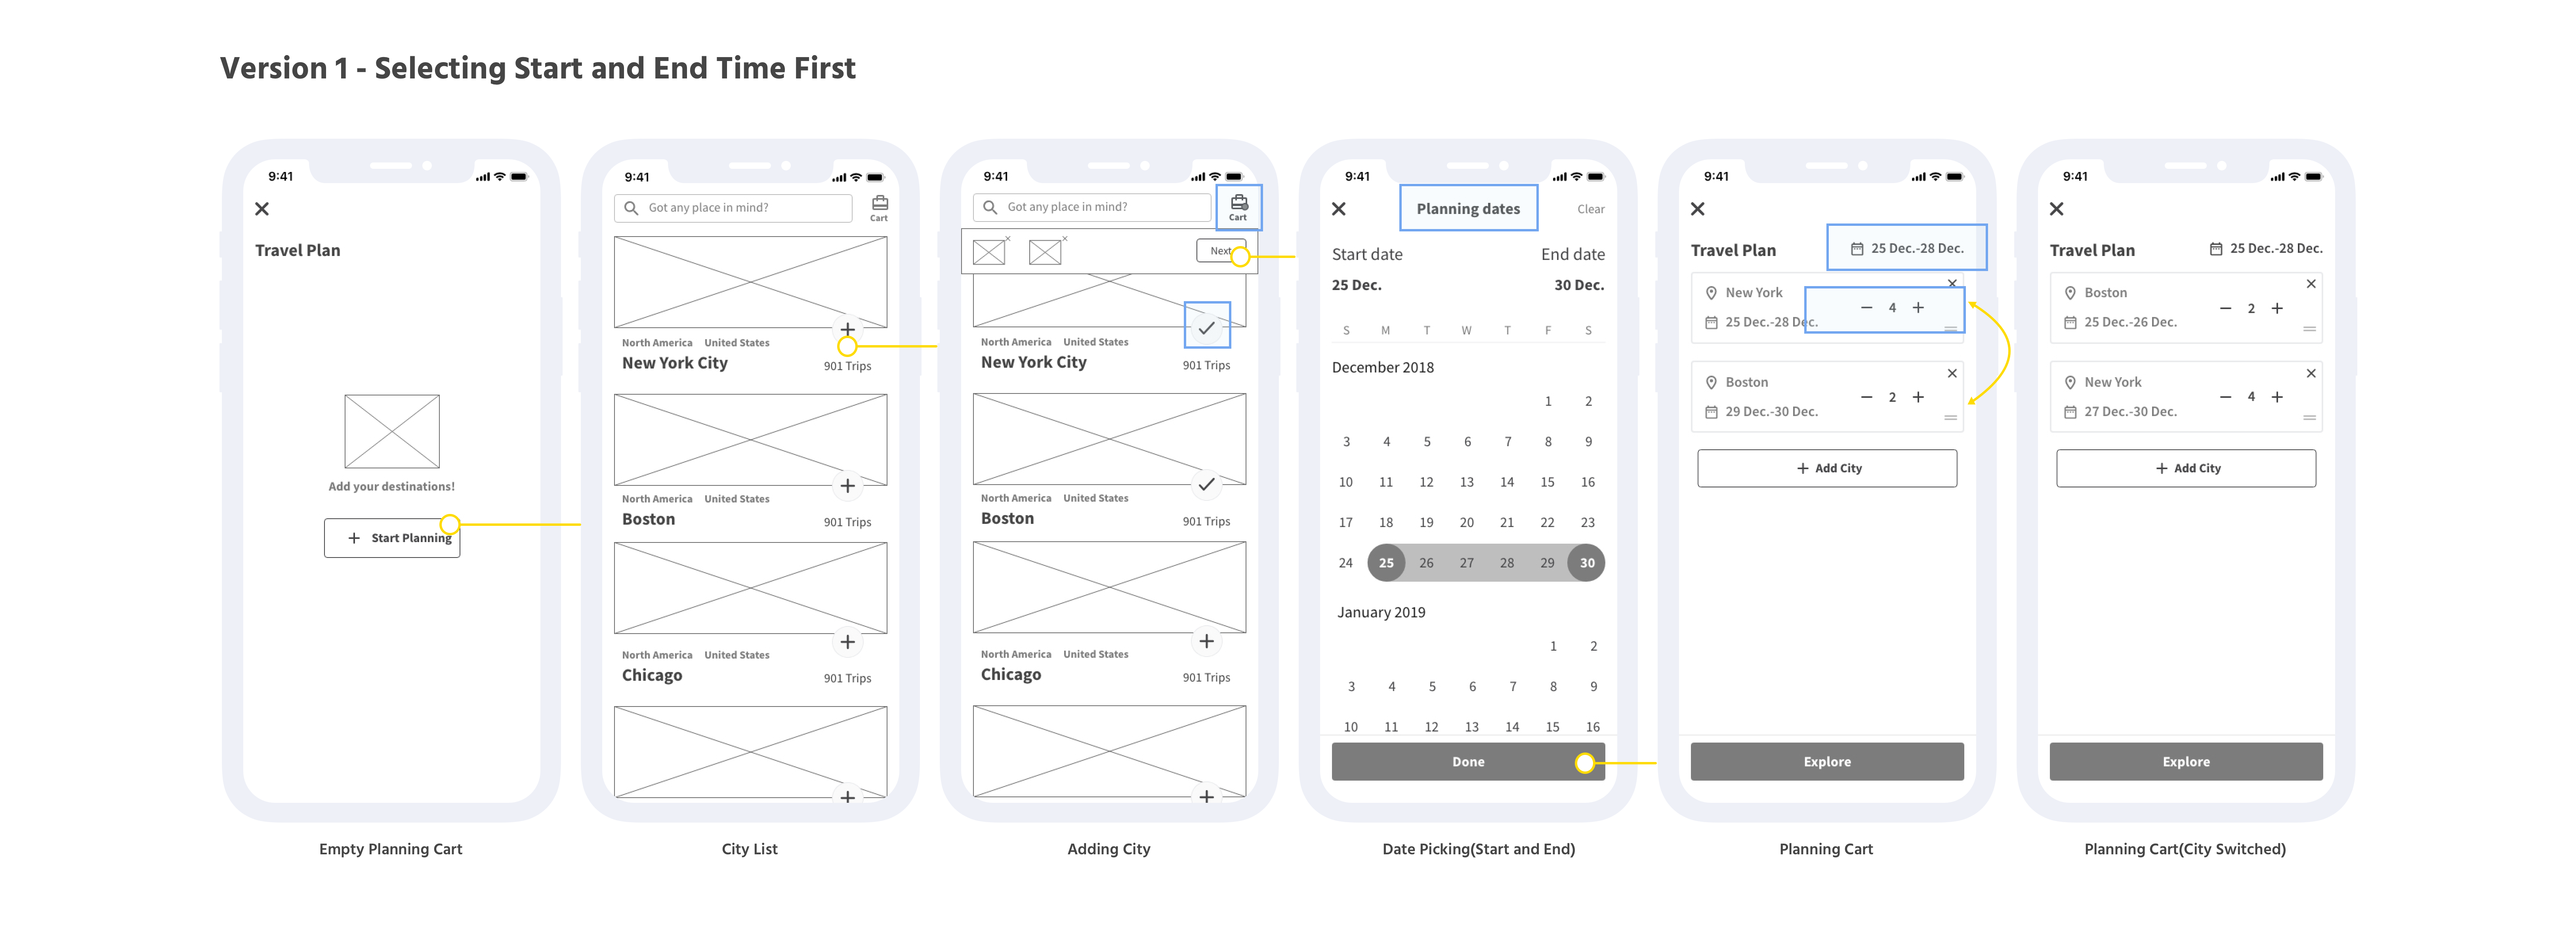 Version 1 - Selecting Start and End Time First
9:41
Travel Plan
Add your destinations!
+ Start Planning
Empty Planning Cart
9:41
Got any place in mind?
Cart
North America United States
New York City
901 Trips
North America United States
Boston
901 Trips
North America United States
Chicago
901 Trips
City List
9:41
Got any place in mind?
Cart
Next
North America United States
New York City
901 Trips
North America United States
Boston
901 Trips
North America United States
Chicago
901 Trips
Adding City
9:41
Planning dates
Clear
Start date End date
25 Dec. 30 Dec.
S M T W T F S
December 2018
1 2
3 4 5 6 7 8 9
10 11 12 13 14 15 16
17 18 19 20 21 22 23
24 25 26 27 28 29 30
January 2019
1 2
3 4 5 6 7 8 9
10 11 12 13 14 15 16
Done
Date Picking(Start and End)
9:41
Travel Plan
25 Dec.-28 Dec.
New York
25 Dec.-28 Dec.
− 4 +
Boston
29 Dec.-30 Dec.
− 2 +
+ Add City
Explore
Planning Cart
9:41
Travel Plan
25 Dec.-28 Dec.
Boston
25 Dec.-26 Dec.
− 2 +
New York
27 Dec.-30 Dec.
− 4 +
+ Add City
Explore
Planning Cart(City Switched)